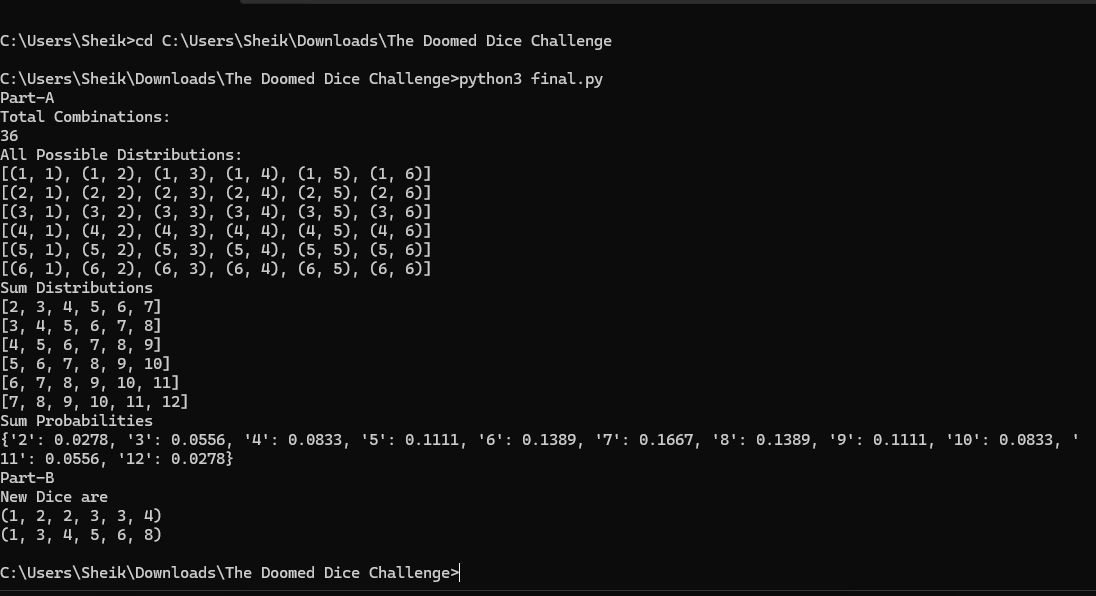 C:\Users\Sheik>cd C:\Users\Sheik\Downloads\The Doomed Dice Challenge
C:\Users\Sheik\Downloads\The Doomed Dice Challenge>python3 final.py
Part-A
Total Combinations:
36
All Possible Distributions:
[(1, 1), (1, 2), (1, 3), (1, 4), (1, 5), (1, 6)]
[(2, 1), (2, 2), (2, 3), (2, 4), (2, 5), (2, 6)]
[(3, 1), (3, 2), (3, 3), (3, 4), (3, 5), (3, 6)]
[(4, 1), (4, 2), (4, 3), (4, 4), (4, 5), (4, 6)]
[(5, 1), (5, 2), (5, 3), (5, 4), (5, 5), (5, 6)]
[(6, 1), (6, 2), (6, 3), (6, 4), (6, 5), (6, 6)]
Sum Distributions
[2, 3, 4, 5, 6, 7]
[3, 4, 5, 6, 7, 8]
[4, 5, 6, 7, 8, 9]
[5, 6, 7, 8, 9, 10]
[6, 7, 8, 9, 10, 11]
[7, 8, 9, 10, 11, 12]
Sum Probabilities
{'2': 0.0278, '3': 0.0556, '4': 0.0833, '5': 0.1111, '6': 0.1389, '7': 0.1667, '8': 0.1389, '9': 0.1111, '10': 0.0833, '
11': 0.0556, '12': 0.0278}
Part-B
New Dice are
(1, 2, 2, 3, 3, 4)
(1, 3, 4, 5, 6, 8)
C:\Users\Sheik\Downloads\The Doomed Dice Challenge>